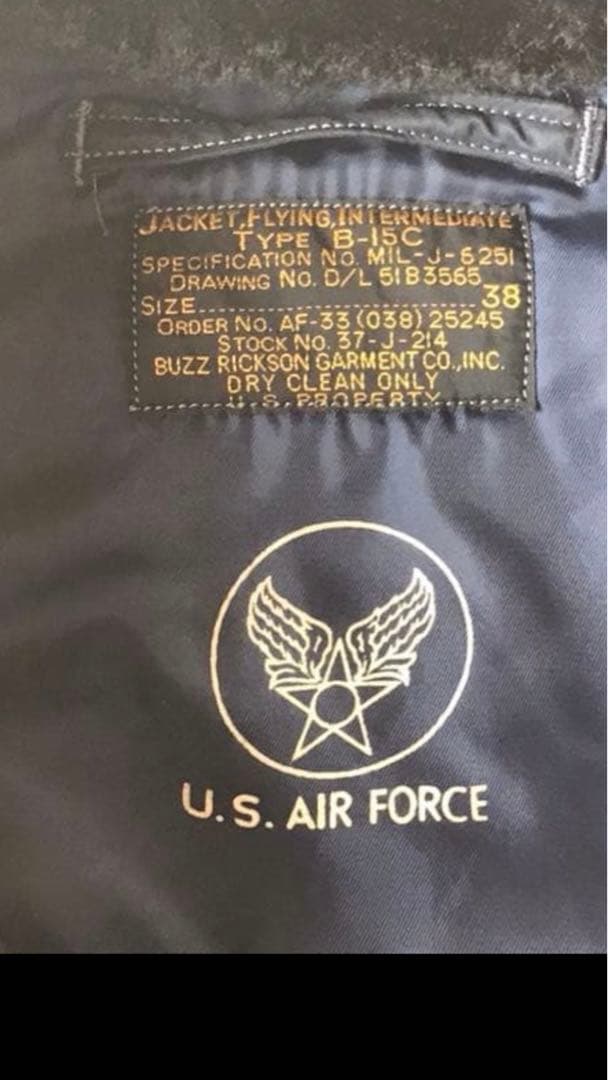 JACKET, FLYING, INTERMEDIATE
TYPE B-15C
SPECIFICATION NO. MIL-J-6251
DRAWING NO. D/L 51B3565
SIZE 38
ORDER NO. AF-33(038)25245
STOCK NO. 37-J-214
BUZZ RICKSON GARMENT CO., INC.
DRY CLEAN ONLY
U.S. PROPERTY
U.S. AIR FORCE